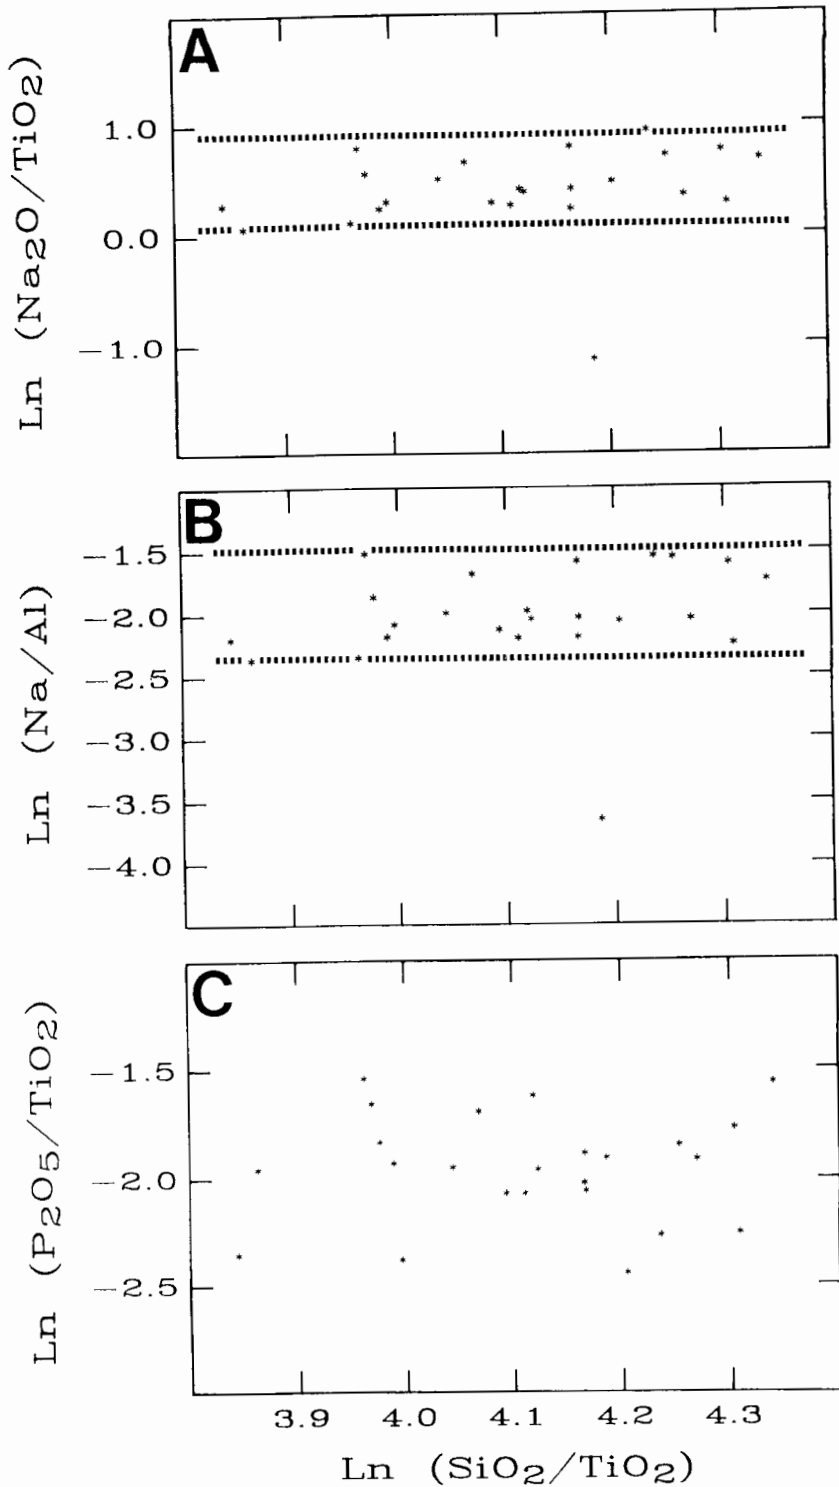 A
Ln (Na2O/TiO2)
1.0
0.0
−1.0
B
Ln (Na/Al)
−1.5
−2.0
−2.5
−3.0
−3.5
−4.0
C
Ln (P2O5/TiO2)
−1.5
−2.0
−2.5
3.9 4.0 4.1 4.2 4.3
Ln (SiO2/TiO2)